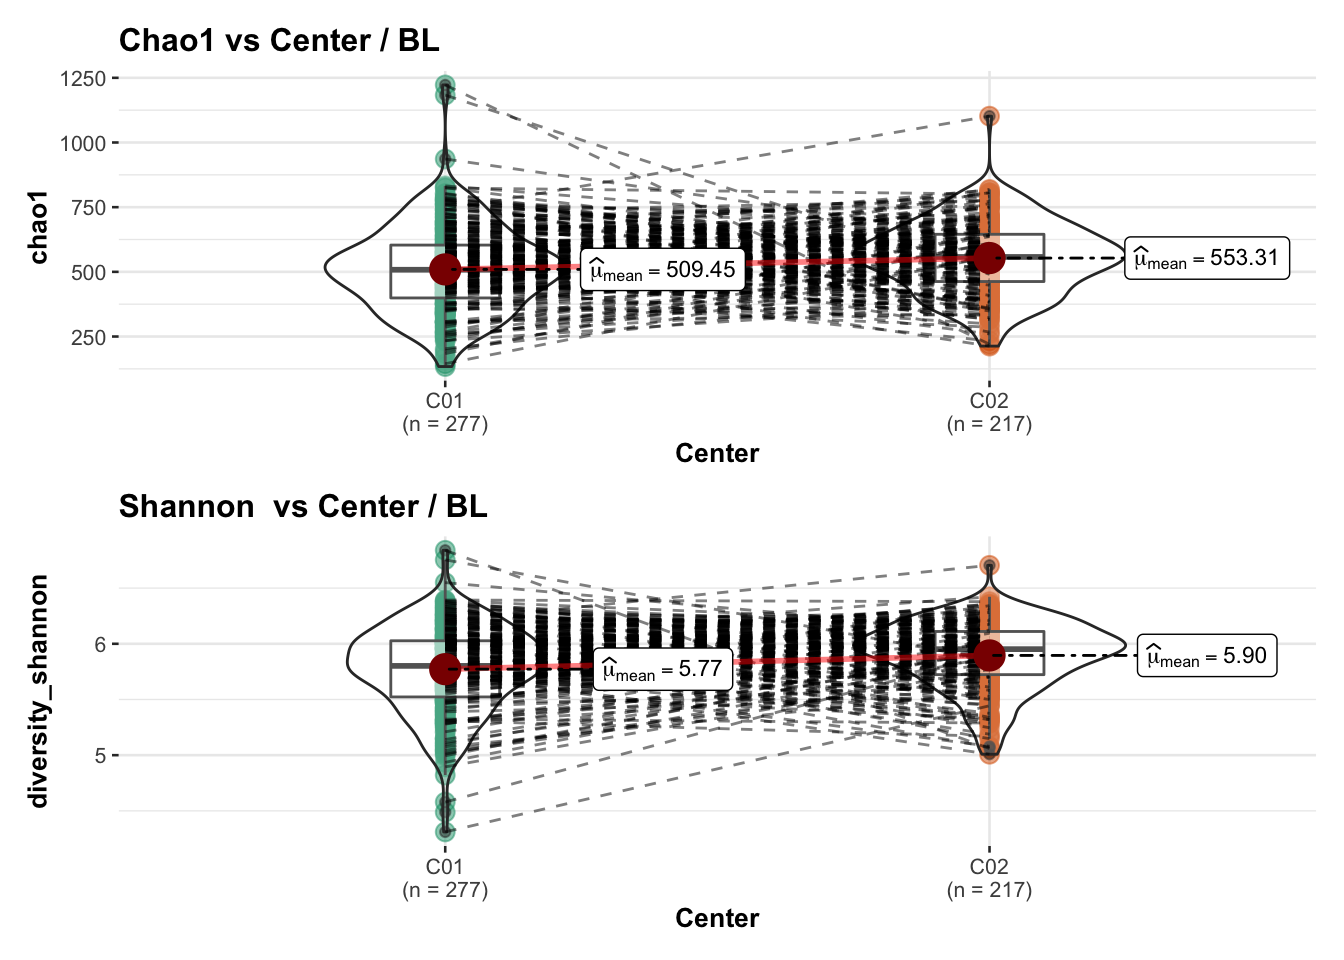 Chao1 vs Center / BL
chao1
1250
1000
750
500
250
μ̂mean = 509.45
μ̂mean = 553.31
C01
(n = 277)
C02
(n = 217)
Center
Shannon  vs Center / BL
diversity_shannon
6
5
μ̂mean = 5.77
μ̂mean = 5.90
C01
(n = 277)
C02
(n = 217)
Center